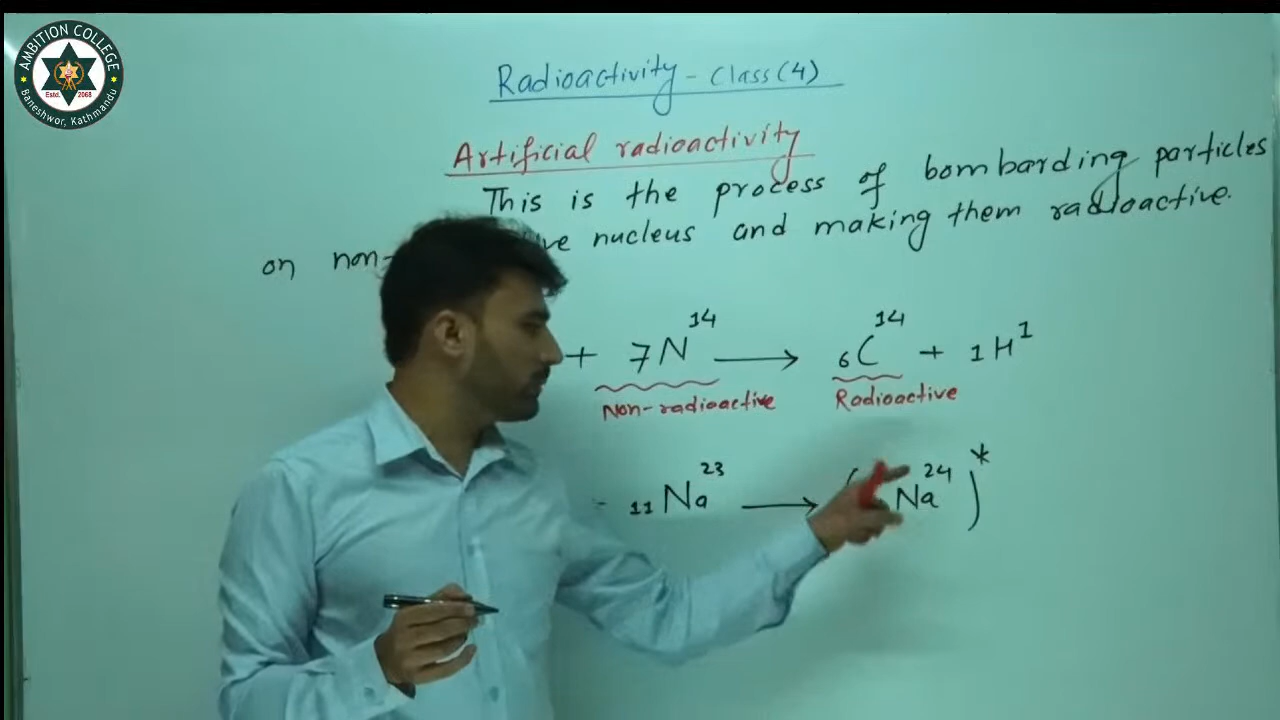 AMBITION COLLEGE
Estd. 2068
Baneshwor, Kathmandu
Radioactivity - Class (4)
Artificial radioactivity
This is the process of bombarding particles
on non- ve nucleus and making them radioactive.
+ 7N14 ⟶ 6C14 + 1H1
Non-radioactive Radioactive
11Na23 ⟶ ( Na24 )*